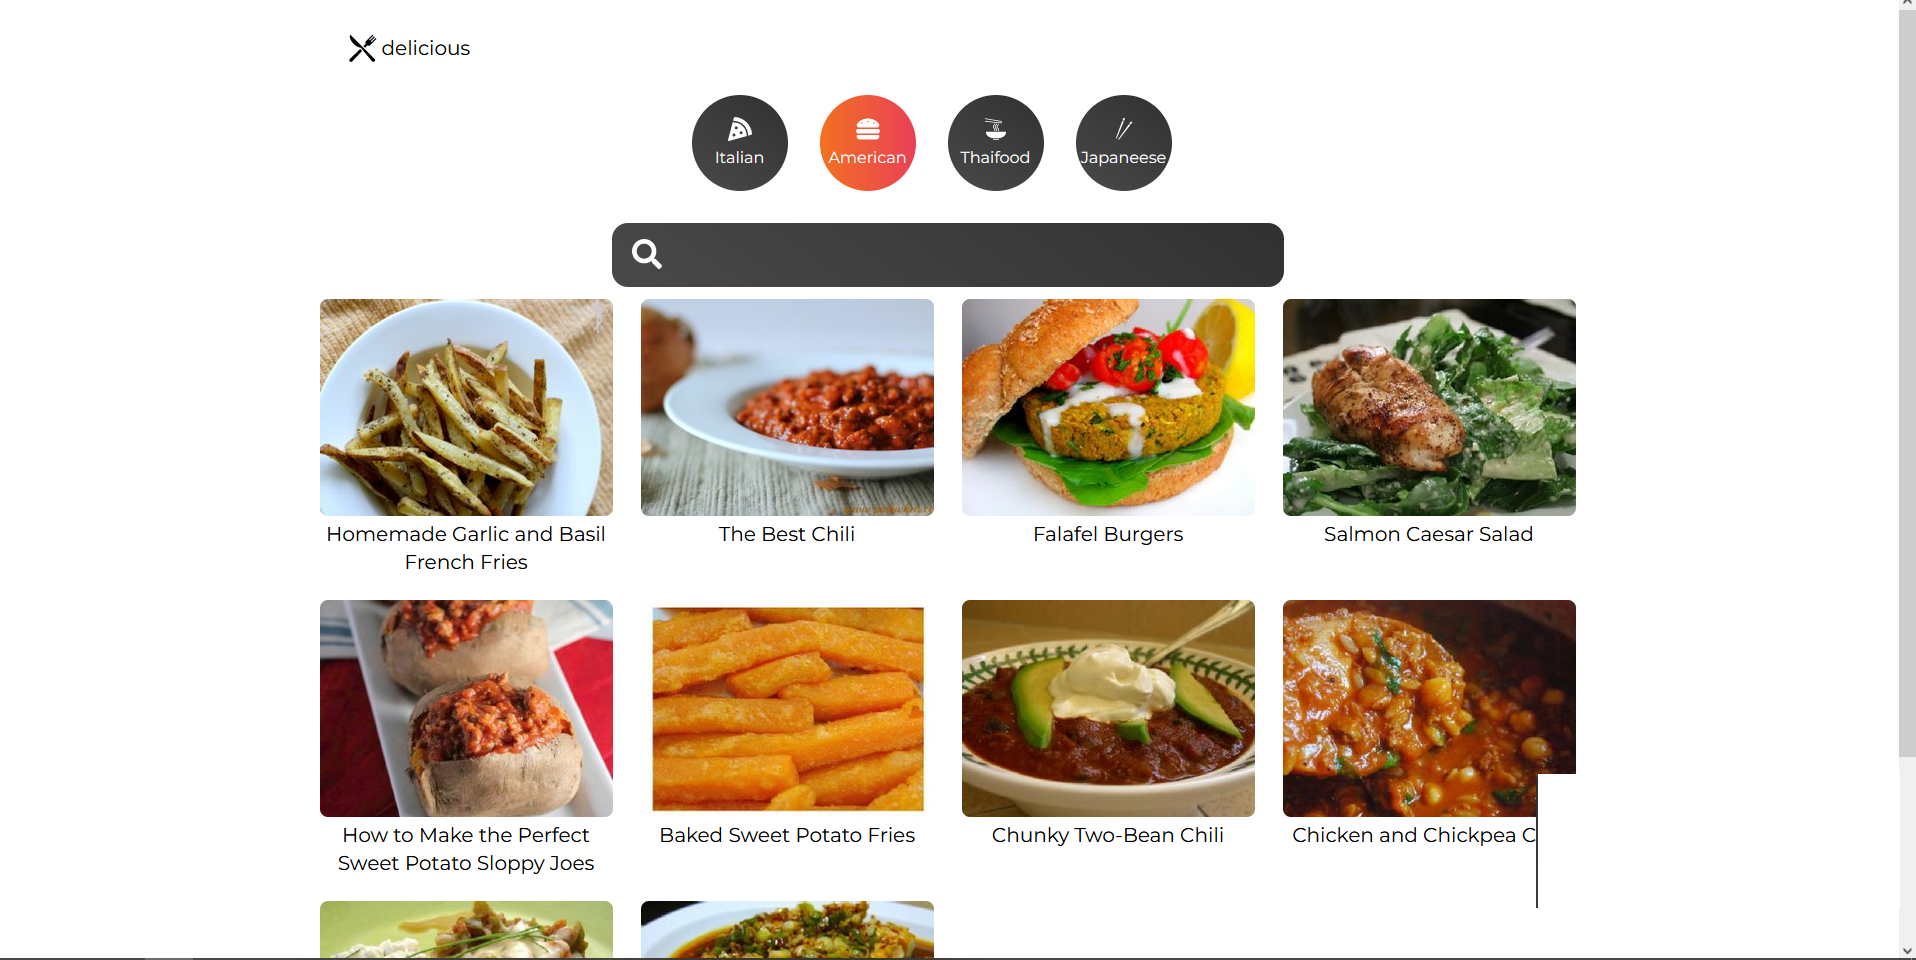 delicious
Italian
American
Thaifood
Japaneese
Homemade Garlic and Basil
French Fries
The Best Chili
Falafel Burgers
Salmon Caesar Salad
How to Make the Perfect
Sweet Potato Sloppy Joes
Baked Sweet Potato Fries
Chunky Two-Bean Chili
Chicken and Chickpea C